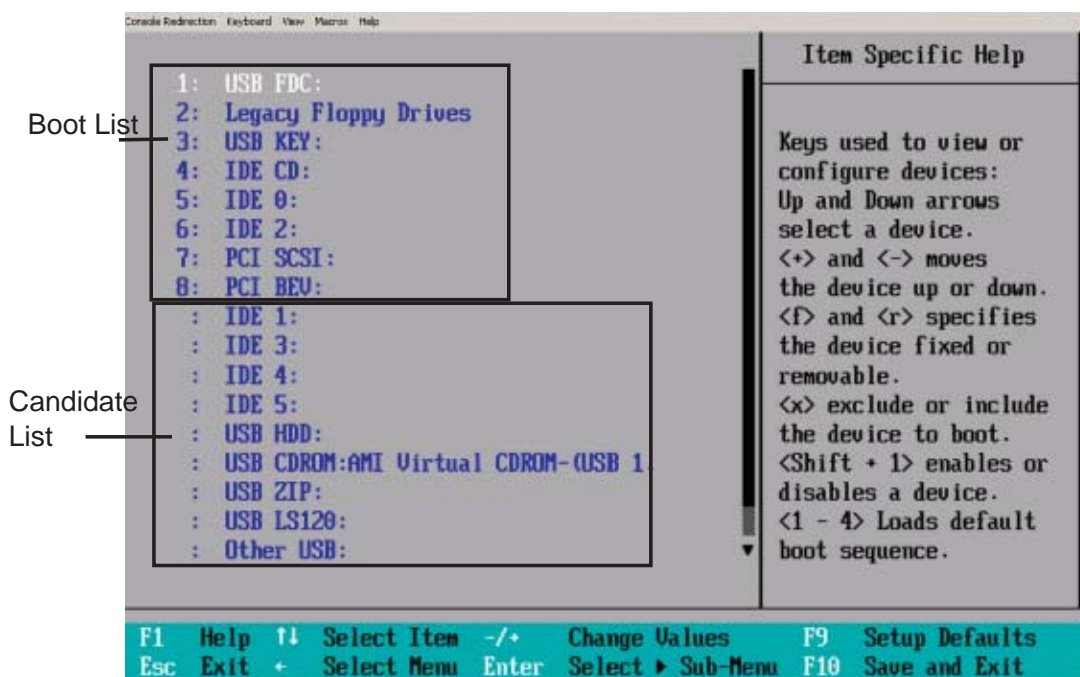 Console Redirection Keyboard View Macros Help
Item Specific Help
Boot List
1: USB FDC:
2: Legacy Floppy Drives
3: USB KEY:
4: IDE CD:
5: IDE 0:
6: IDE 2:
7: PCI SCSI:
8: PCI BEV:
Candidate
List
: IDE 1:
: IDE 3:
: IDE 4:
: IDE 5:
: USB HDD:
: USB CDROM:AMI Virtual CDROM-(USB 1
: USB ZIP:
: USB LS120:
: Other USB:
Keys used to view or
configure devices:
Up and Down arrows
select a device.
<+> and <-> moves
the device up or down.
<f> and <r> specifies
the device fixed or
removable.
<x> exclude or include
the device to boot.
<Shift + 1> enables or
disables a device.
<1 - 4> Loads default
boot sequence.
F1 Help ↑↓ Select Item -/+ Change Values F9 Setup Defaults
Esc Exit ← Select Menu Enter Select ▶ Sub-Menu F10 Save and Exit